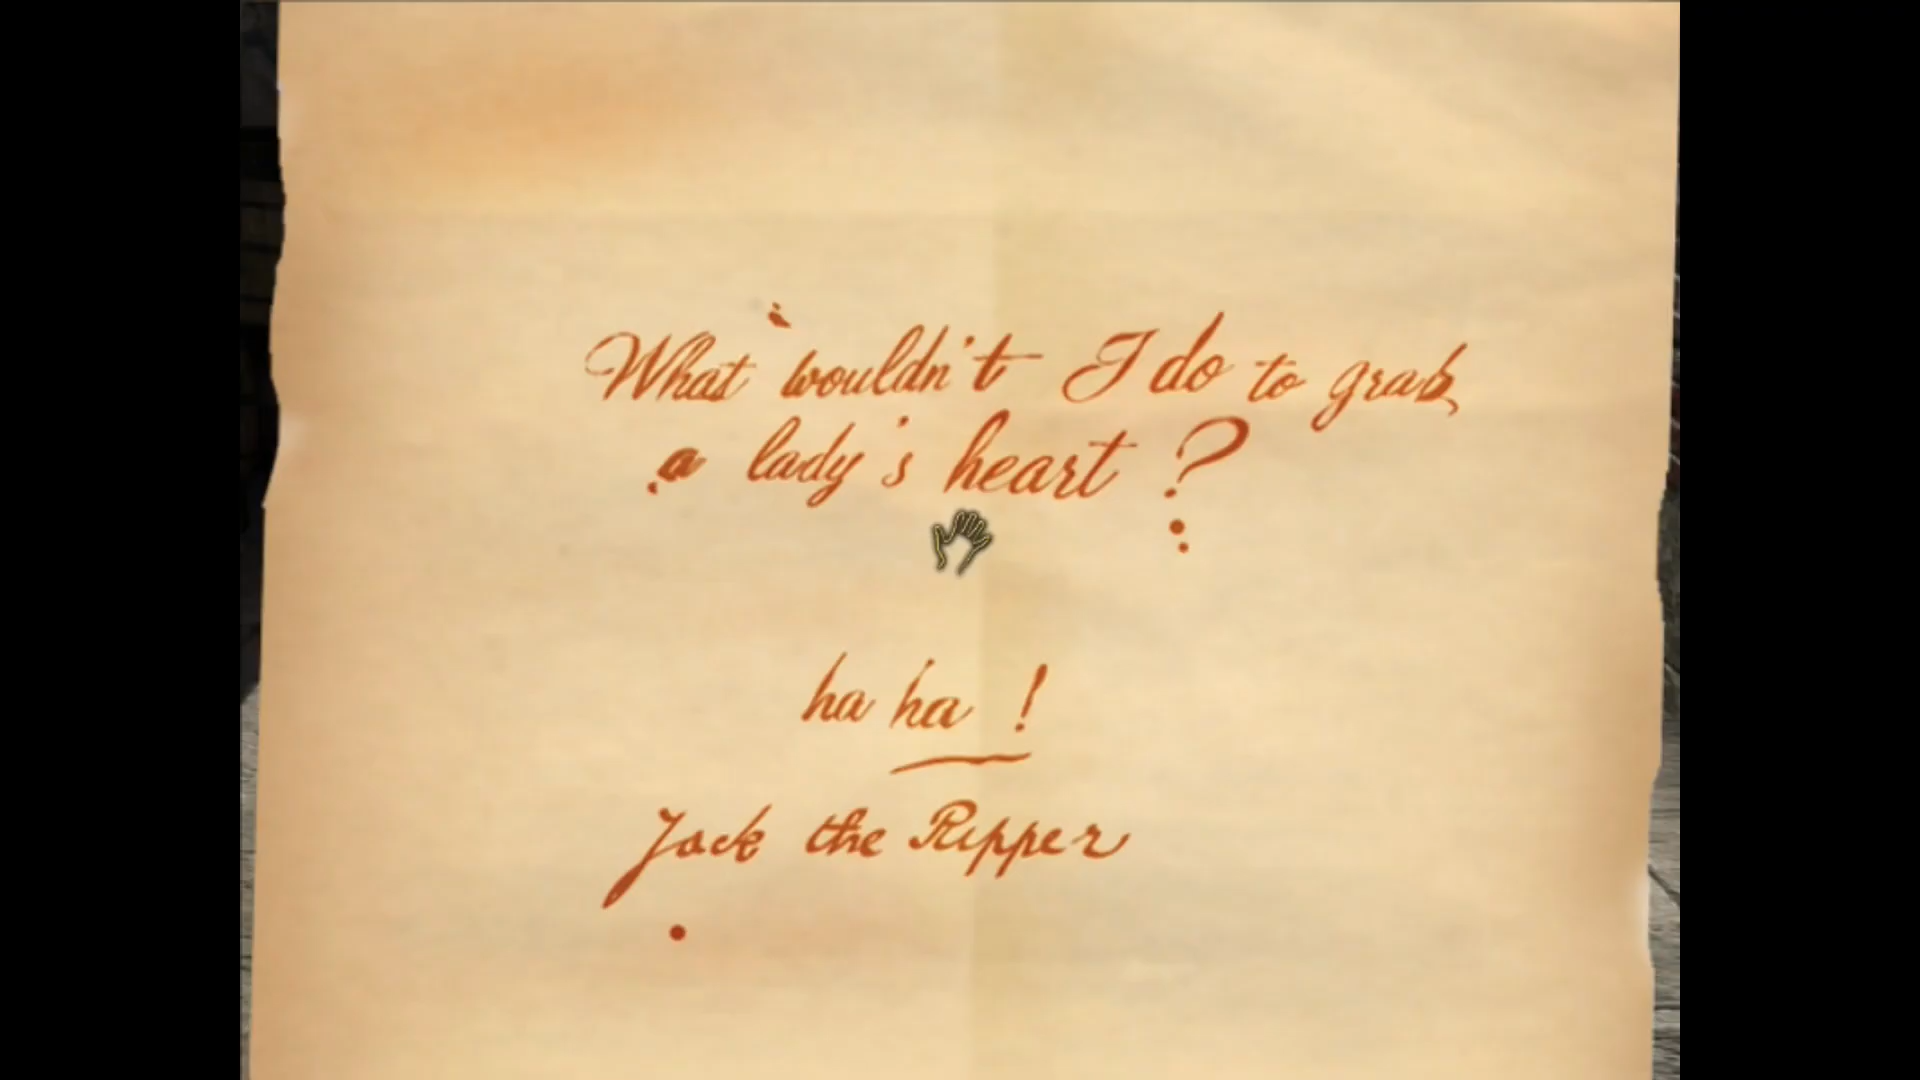 What wouldn't I do to grab
a lady's heart ?
ha ha !
Jack the Ripper